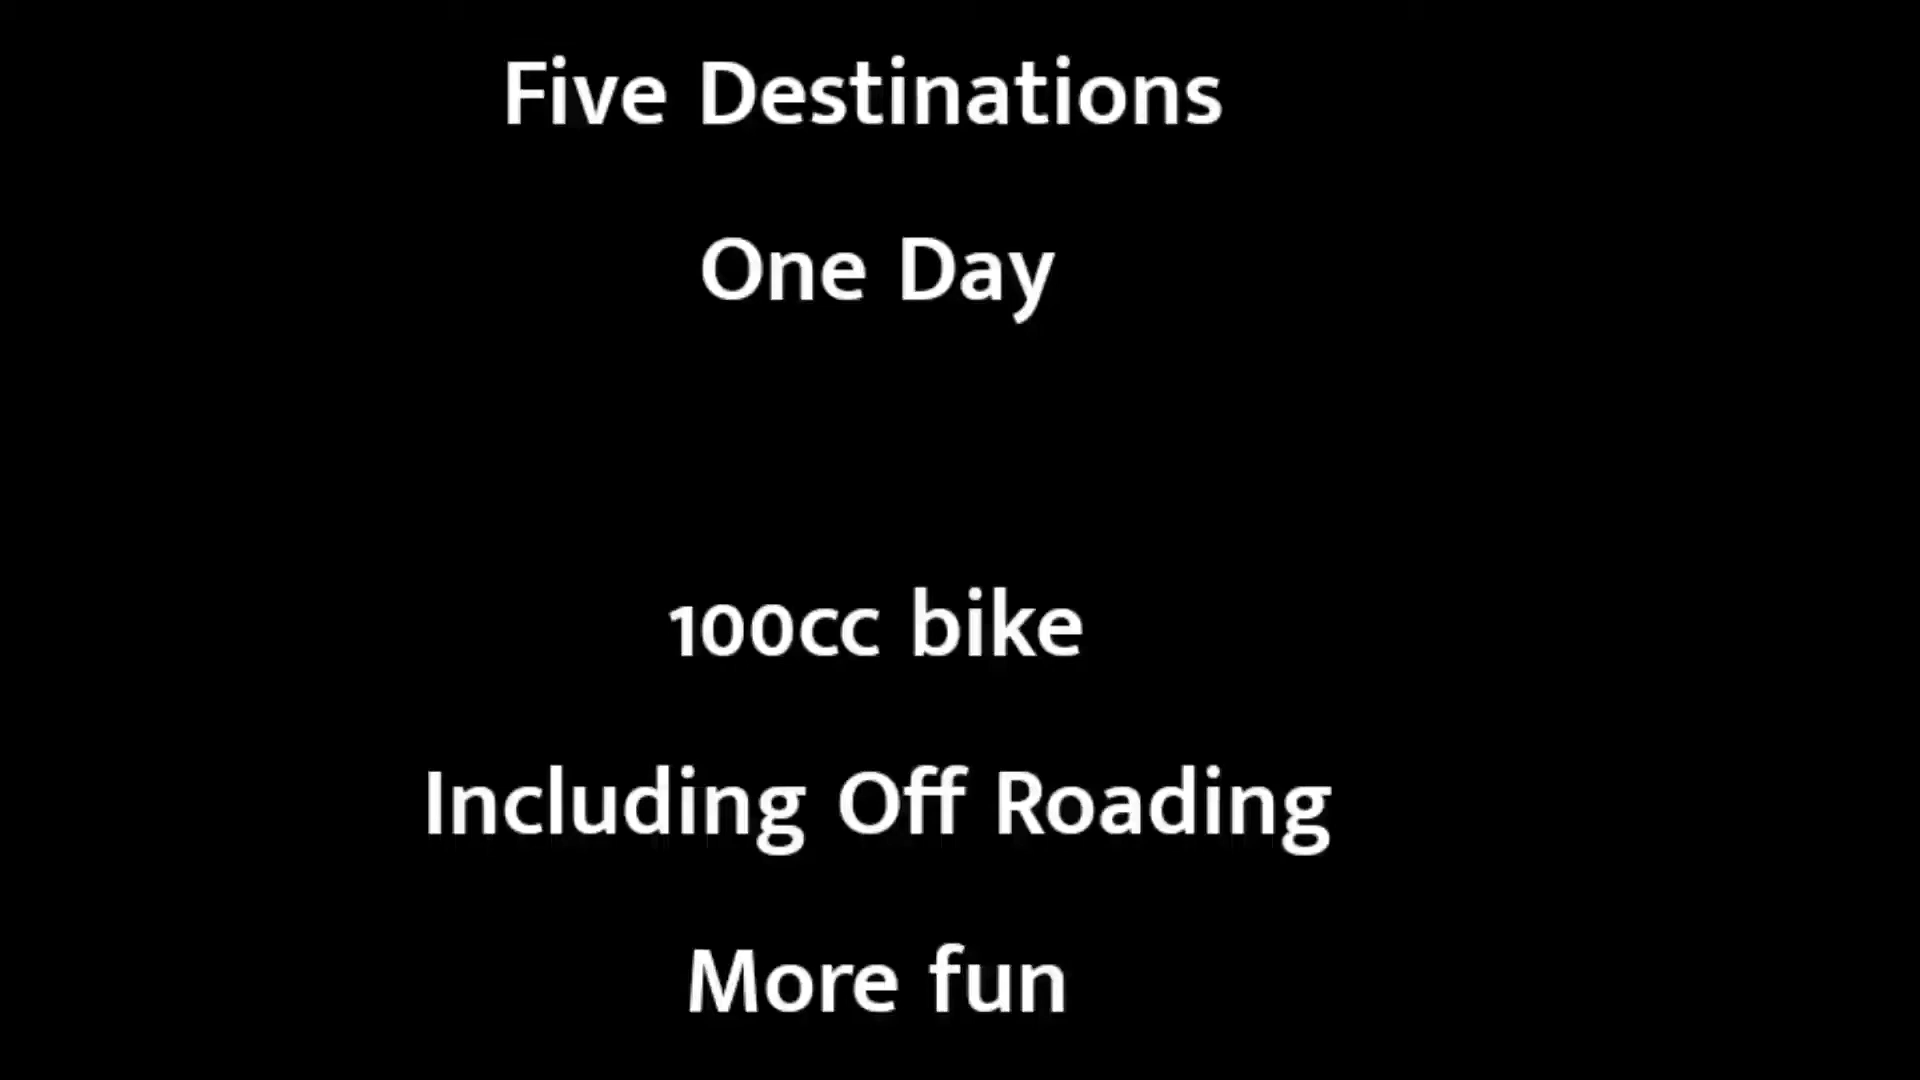 Five Destinations
One Day
100cc bike
Including Off Roading
More fun